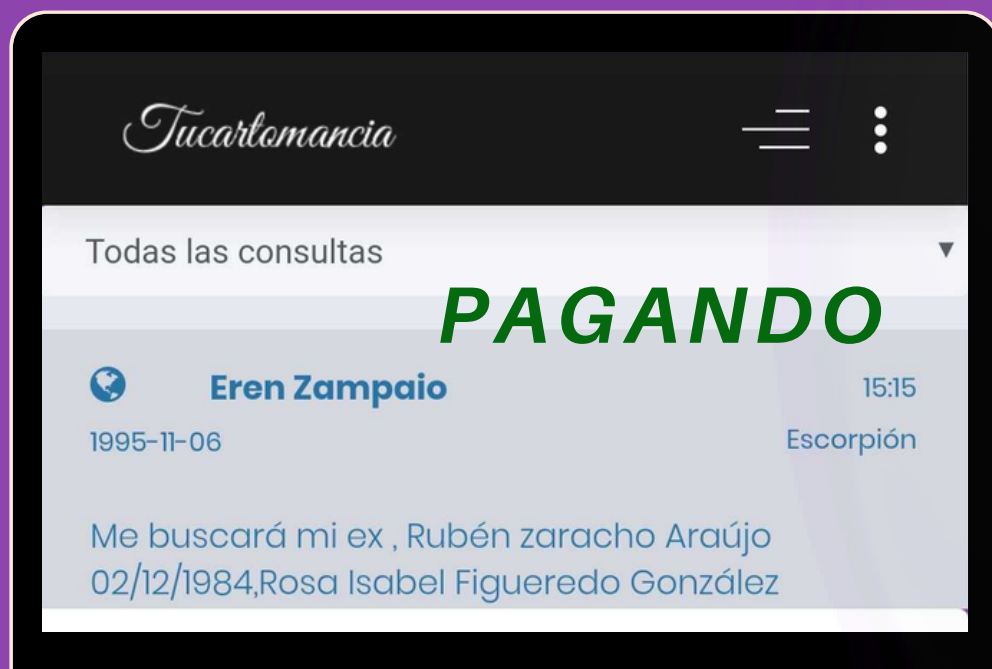 Tucartomancia
Todas las consultas ▼
PAGANDO
Eren Zampaio 15:15
1995-11-06 Escorpión
Me buscará mi ex , Rubén zaracho Araújo
02/12/1984,Rosa Isabel Figueredo González